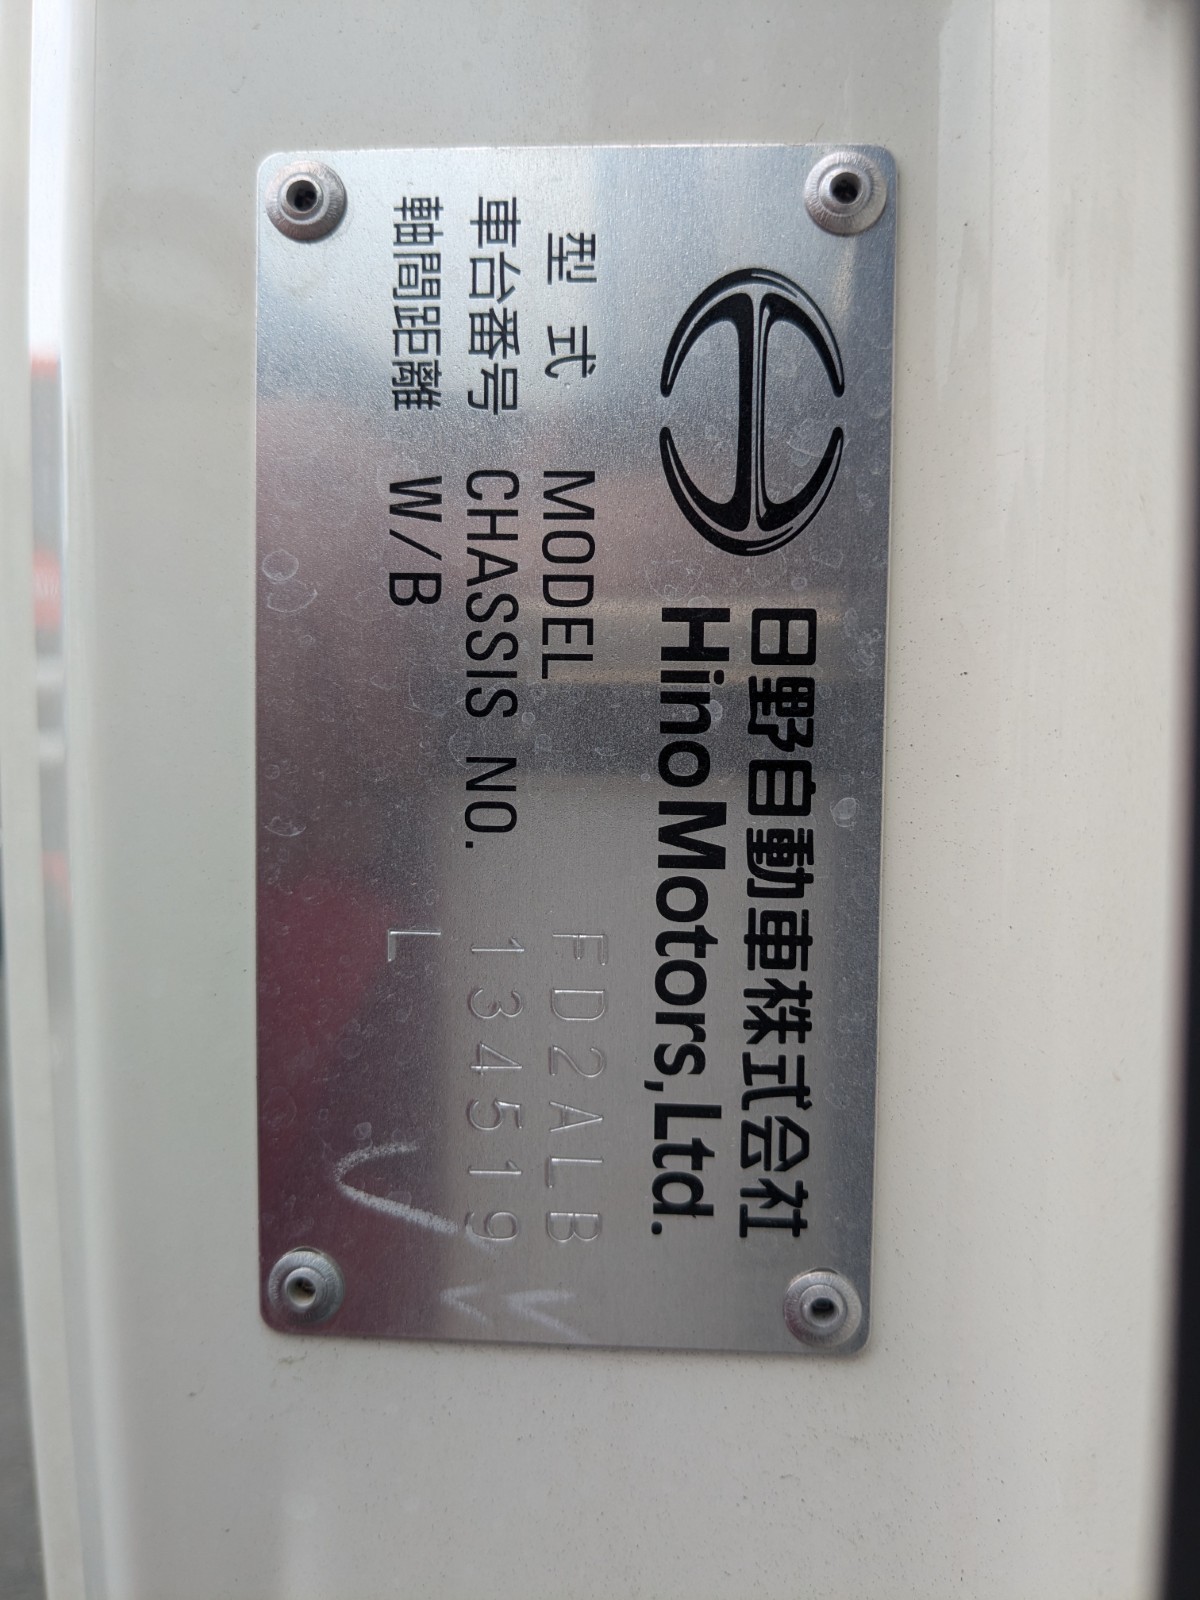 日野自動車株式会社
Hino Motors, Ltd.
型式 MODEL FD2ALB
車台番号 CHASSIS NO. 134519
軸間距離 W/B L